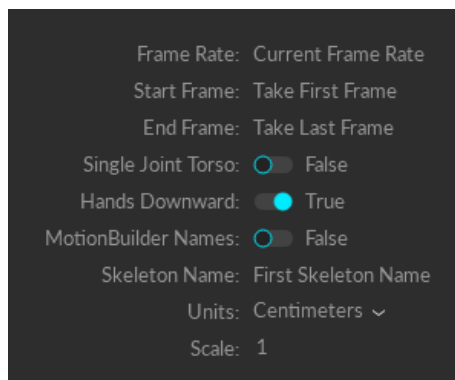 Frame Rate: Current Frame Rate
Start Frame: Take First Frame
End Frame: Take Last Frame
Single Joint Torso: False
Hands Downward: True
MotionBuilder Names: False
Skeleton Name: First Skeleton Name
Units: Centimeters
Scale: 1